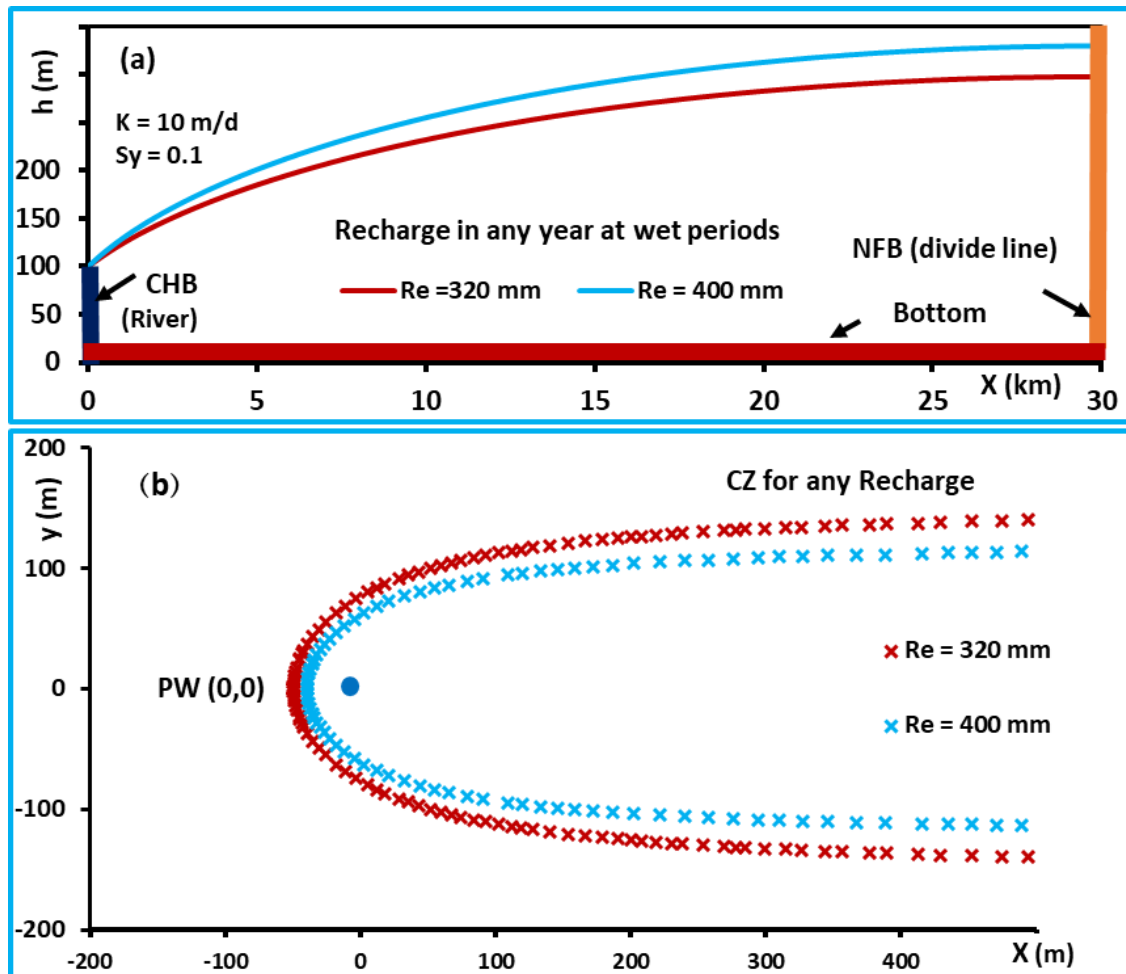 (a)
h (m)
K = 10 m/d
Sy = 0.1
200
150
100
50
0
Recharge in any year at wet periods
Re =320 mm
Re = 400 mm
CHB
(River)
NFB (divide line)
Bottom
X (km)
0 5 10 15 20 25 30
(b)
y (m)
200
100
0
-100
-200
CZ for any Recharge
PW (0,0)
Re = 320 mm
Re = 400 mm
-200 -100 0 100 200 300 400
X (m)